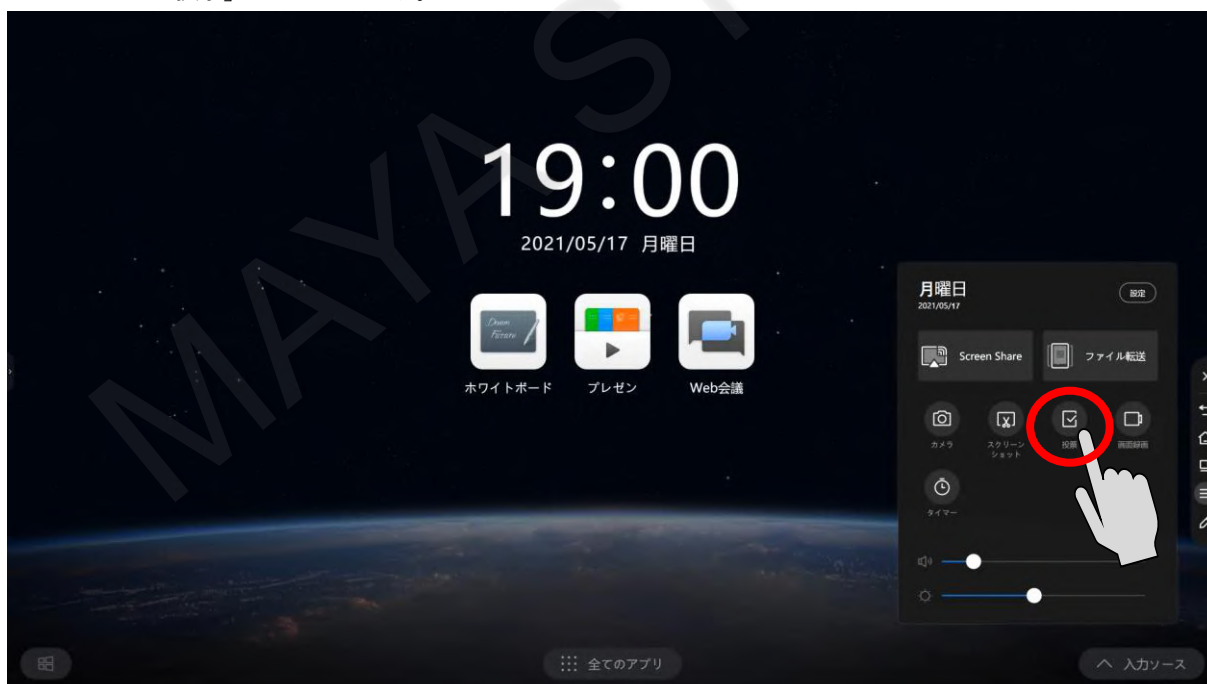 MAYA S
19:00
2021/05/17 月曜日
Dream
ホワイトボード
プレゼン
Web会議
月曜日
2021/05/17
設定
Screen Share
ファイル転送
カメラ
スクリーン
ショット
投票
画面録画
タイマー
全てのアプリ
入力ソース